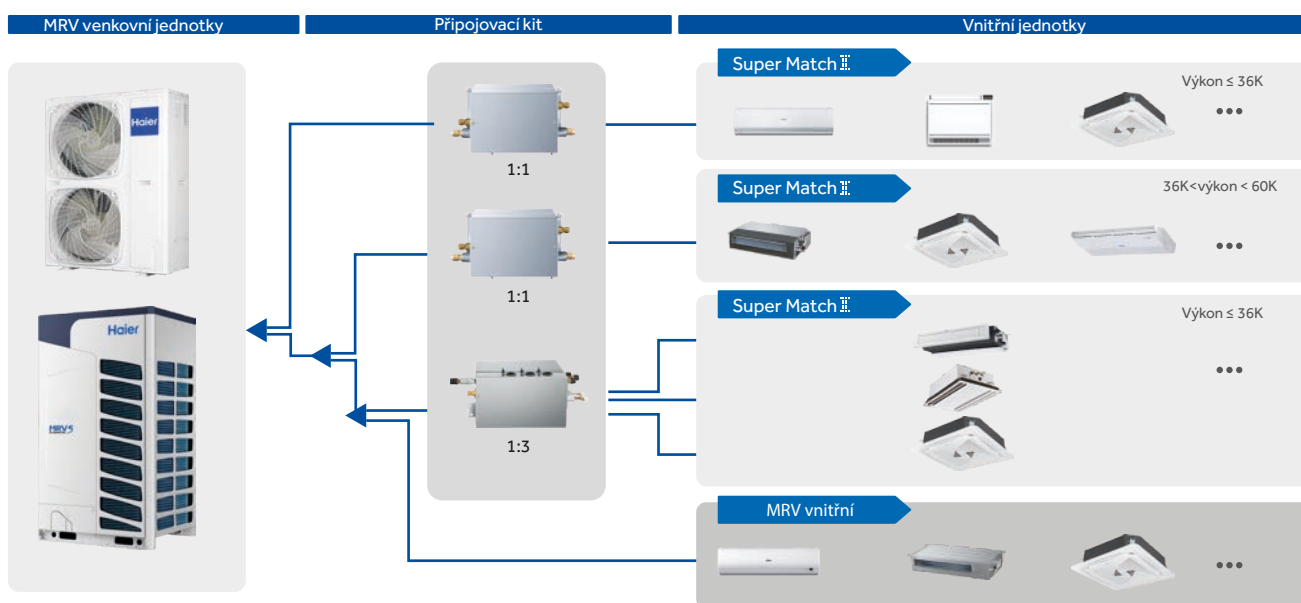 MRV venkovní jednotky
Připojovací kit
Vnitřní jednotky
Haier
Haier
MRV5
1:1
1:1
1:3
Super Match II
Výkon ≤ 36K
Super Match II
36K<výkon < 60K
Super Match II
Výkon ≤ 36K
MRV vnitřní